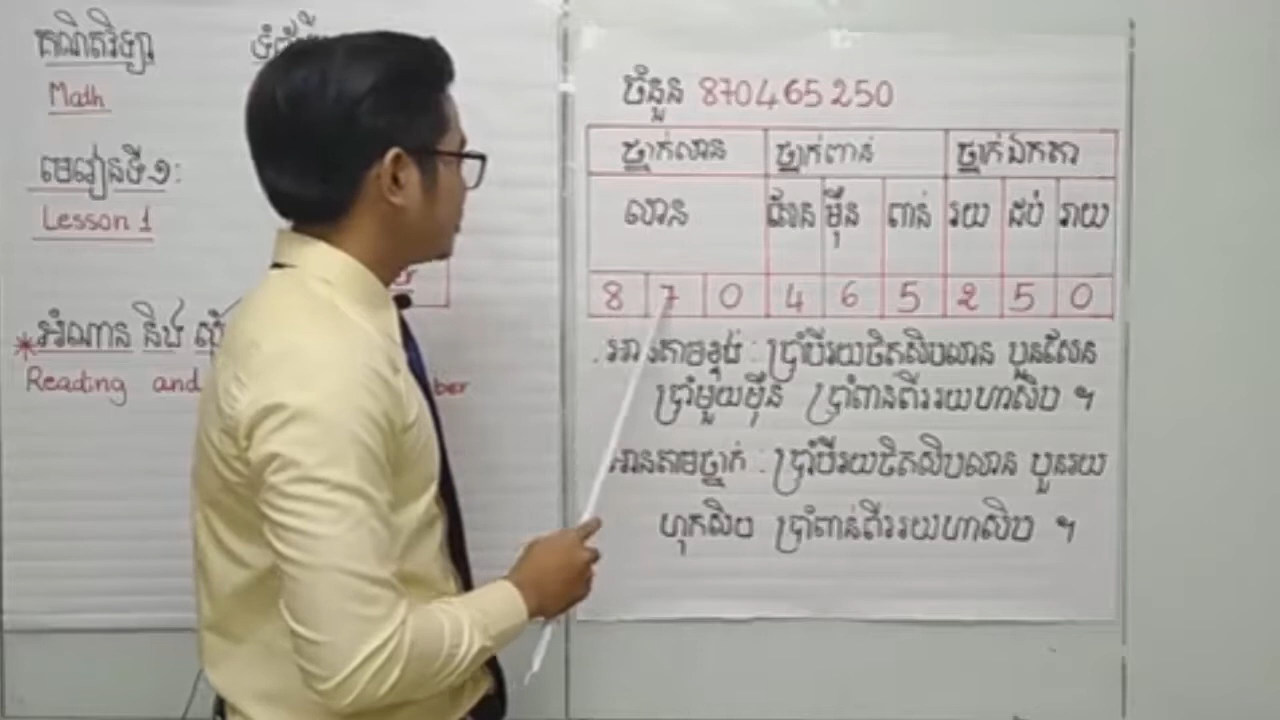 គណិតវិទ្យា
Math
មេរៀនទី១:
Lesson 1
*អំណាន និង
Reading and
ចំនួន 870465250
ថ្នាក់លាន ថ្នាក់ពាន់ ថ្នាក់ឯកតា
លាន សែន ម៉ឺន ពាន់ រយ ដប់ រាយ
8 7 0 4 6 5 2 5 0
តាមខ្ទង់ : ប្រាំបីរយចិតសិបលាន បួនសែន
ប្រាំមួយម៉ឺន ប្រាំពាន់ពីររយហាសិប ។
អានតាមថ្នាក់ : ប្រាំបីរយចិតសិបលាន បួនរយ
ហុកសិប ប្រាំពាន់ពីររយហាសិប ។